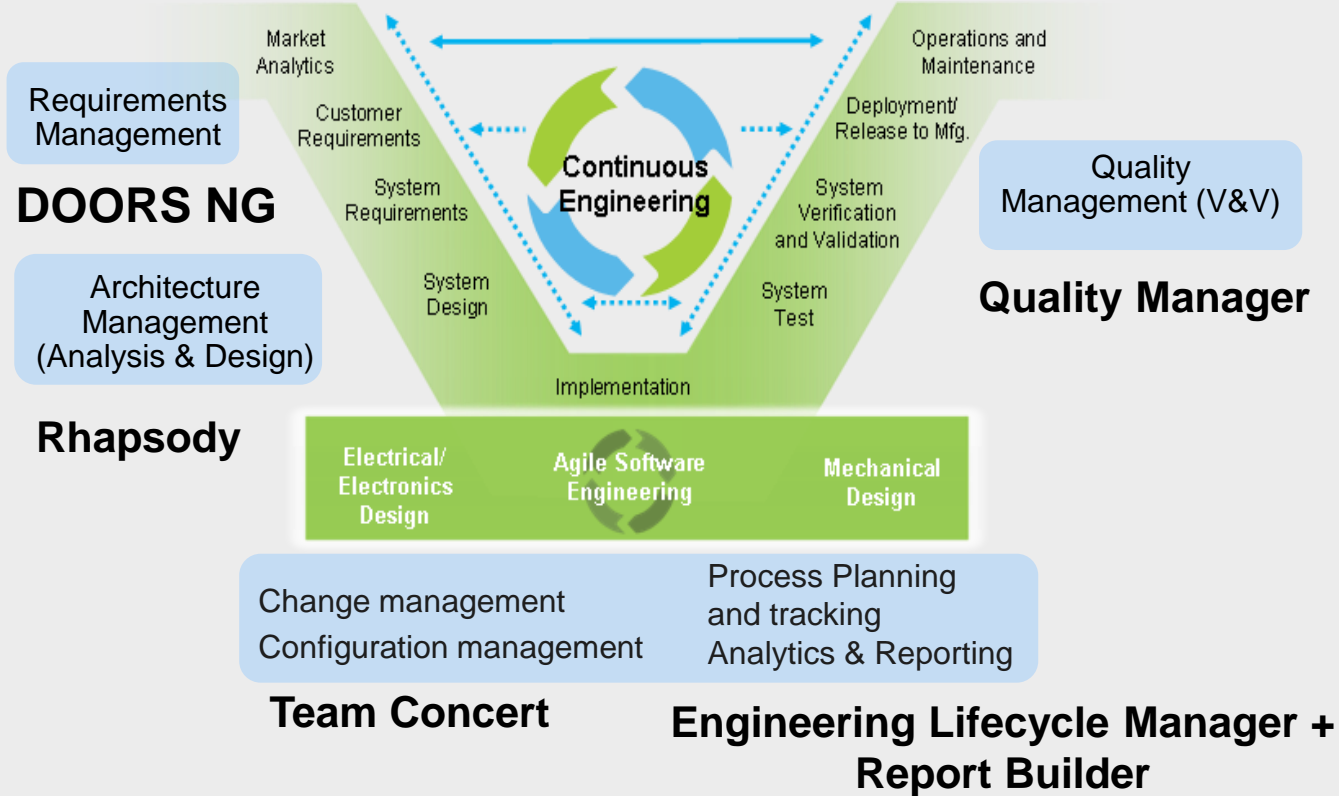 Market
Analytics
Customer
Requirements
System
Requirements
System
Design
Implementation
Continuous
Engineering
Operations and
Maintenance
Deployment/
Release to Mfg.
System
Verification
and Validation
System
Test
Requirements
Management
DOORS NG
Architecture
Management
(Analysis & Design)
Rhapsody
Quality
Management (V&V)
Quality Manager
Electrical/
Electronics
Design
Agile Software
Engineering
Mechanical
Design
Change management
Configuration management
Process Planning
and tracking
Analytics & Reporting
Team Concert
Engineering Lifecycle Manager +
Report Builder